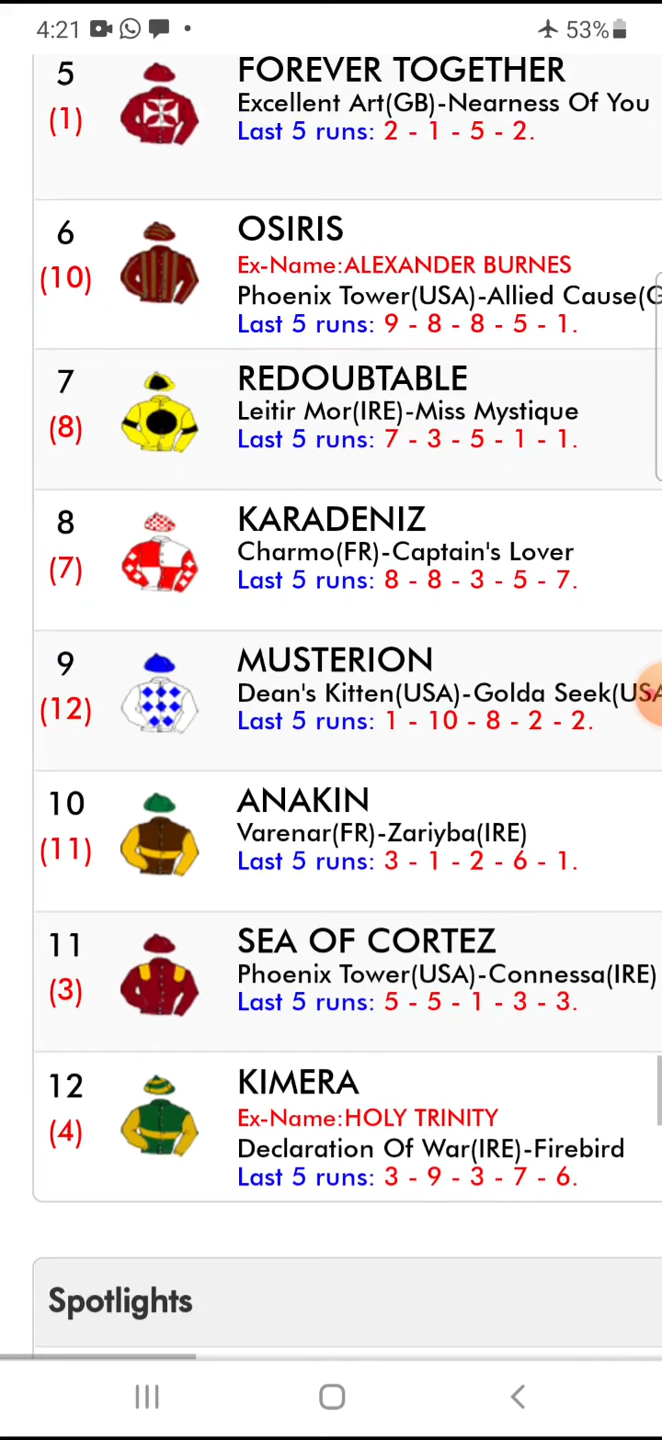 4:21 53%
5
(1)
FOREVER TOGETHER
Excellent Art(GB)-Nearness Of You
Last 5 runs: 2 - 1 - 5 - 2.
6
(10)
OSIRIS
Ex-Name:ALEXANDER BURNES
Phoenix Tower(USA)-Allied Cause(G
Last 5 runs: 9 - 8 - 8 - 5 - 1.
7
(8)
REDOUBTABLE
Leitir Mor(IRE)-Miss Mystique
Last 5 runs: 7 - 3 - 5 - 1 - 1.
8
(7)
KARADENIZ
Charmo(FR)-Captain's Lover
Last 5 runs: 8 - 8 - 3 - 5 - 7.
9
(12)
MUSTERION
Dean's Kitten(USA)-Golda Seek(USA
Last 5 runs: 1 - 10 - 8 - 2 - 2.
10
(11)
ANAKIN
Varenar(FR)-Zariyba(IRE)
Last 5 runs: 3 - 1 - 2 - 6 - 1.
11
(3)
SEA OF CORTEZ
Phoenix Tower(USA)-Connessa(IRE)
Last 5 runs: 5 - 5 - 1 - 3 - 3.
12
(4)
KIMERA
Ex-Name:HOLY TRINITY
Declaration Of War(IRE)-Firebird
Last 5 runs: 3 - 9 - 3 - 7 - 6.
Spotlights